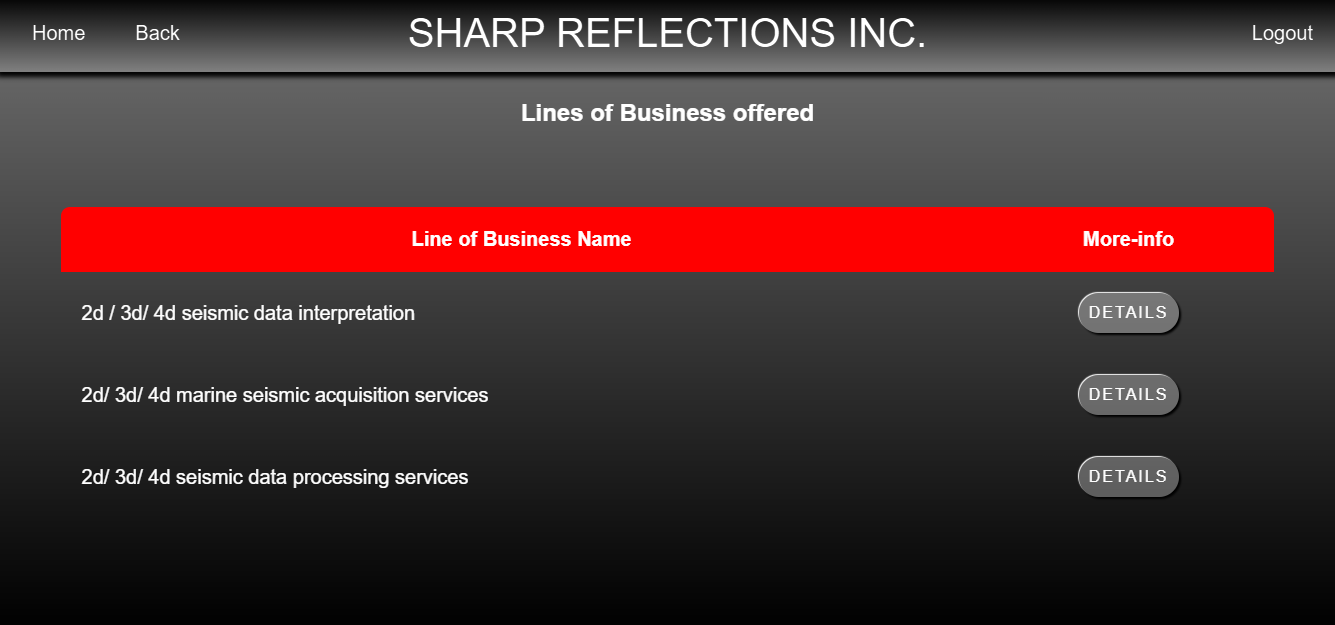 Home Back SHARP REFLECTIONS INC. Logout
Lines of Business offered
Line of Business Name More-info
2d / 3d/ 4d seismic data interpretation DETAILS
2d/ 3d/ 4d marine seismic acquisition services DETAILS
2d/ 3d/ 4d seismic data processing services DETAILS